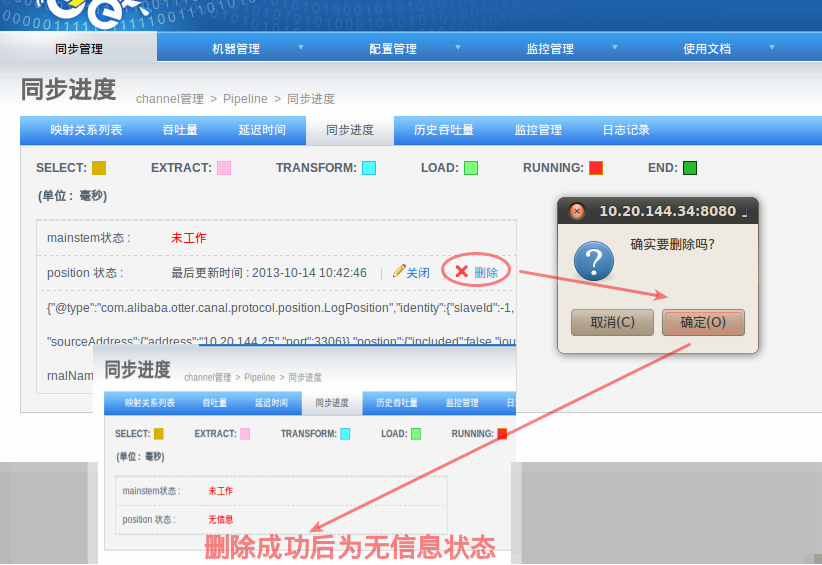 同步管理
机器管理
配置管理
监控管理
使用文档
同步进度
channel管理 > Pipeline > 同步进度
映射关系列表
吞吐量
延迟时间
同步进度
历史吞吐量
监控管理
日志记录
SELECT:
EXTRACT:
TRANSFORM:
LOAD:
RUNNING:
END:
(单位 : 毫秒)
mainstem状态 : 未工作
position 状态 : 最后更新时间 : 2013-10-14 10:42:46 | 关闭 | 删除
{"@type":"com.alibaba.otter.canal.protocol.position.LogPosition","identity":{"slaveId":-1,
"sourceAddress":{"address":"10.20.144.25","port":3306}},"postion":{"included":false,"jou
rnalNam
10.20.144.34:8080
确实要删除吗?
取消(C)
确定(O)
同步进度
channel管理 > Pipeline > 同步进度
映射关系列表
吞吐量
延迟时间
同步进度
历史吞吐量
监控管理
SELECT:
EXTRACT:
TRANSFORM:
LOAD:
RUNNING:
(单位 : 毫秒)
mainstem状态 : 未工作
position 状态 : 无信息
删除成功后为无信息状态